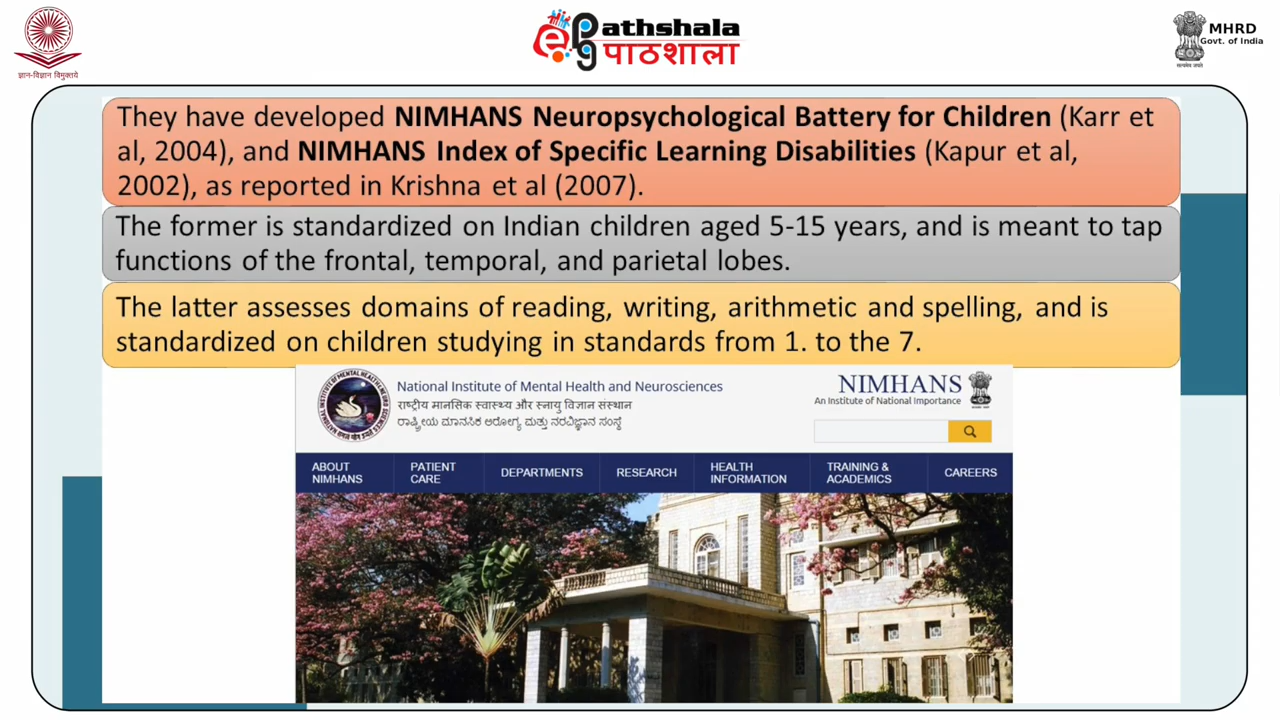 ज्ञान-विज्ञान विमुक्तये
epg
athshala
पाठशाला
MHRD
Govt. of India
सत्यमेव जयते
They have developed NIMHANS Neuropsychological Battery for Children (Karr et
al, 2004), and NIMHANS Index of Specific Learning Disabilities (Kapur et al,
2002), as reported in Krishna et al (2007).
The former is standardized on Indian children aged 5-15 years, and is meant to tap
functions of the frontal, temporal, and parietal lobes.
The latter assesses domains of reading, writing, arithmetic and spelling, and is
standardized on children studying in standards from 1. to the 7.
National Institute of Mental Health and Neurosciences
राष्ट्रीय मानसिक स्वास्थ्य और स्नायु विज्ञान संस्थान
ರಾಷ್ಟ್ರೀಯ ಮಾನಸಿಕ ಆರೋಗ್ಯ ಮತ್ತು ನರವಿಜ್ಞಾನ ಸಂಸ್ಥೆ
NIMHANS
An Institute of National Importance
ABOUT NIMHANS
PATIENT CARE
DEPARTMENTS
RESEARCH
HEALTH INFORMATION
TRAINING & ACADEMICS
CAREERS